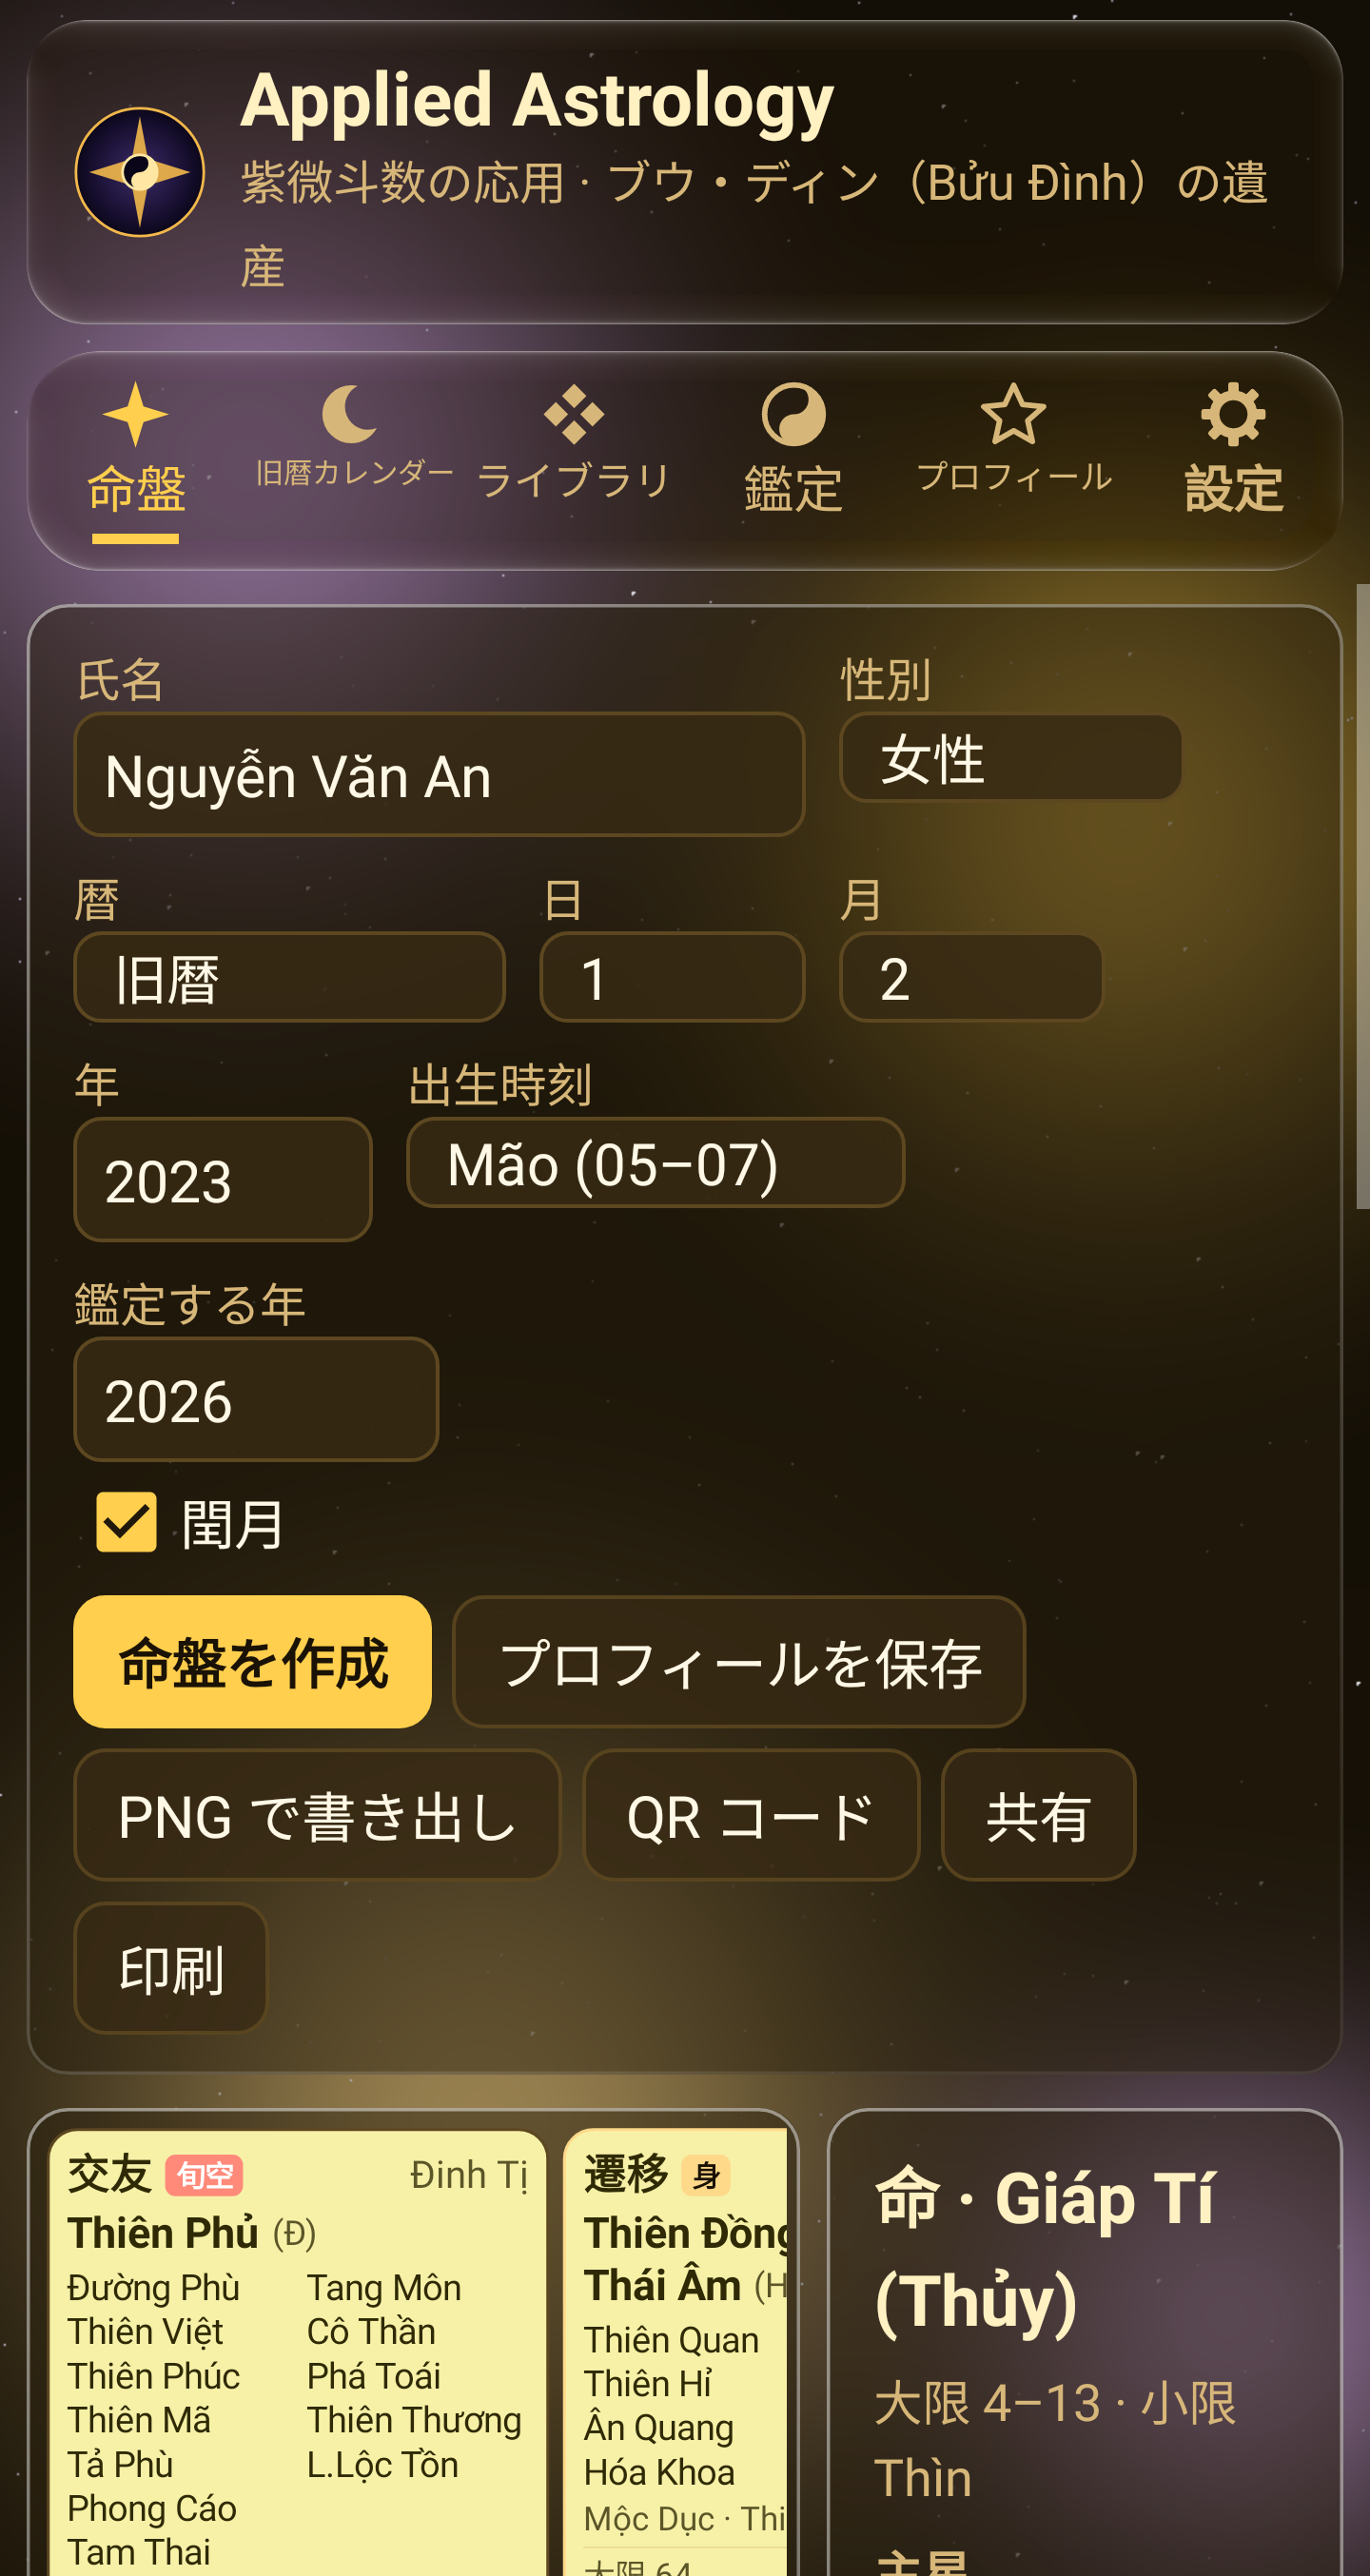 Applied Astrology
紫微斗数の応用 · ブウ・ディン（Bửu Đình）の遺
産
命盤
旧暦カレンダー
ライブラリ
鑑定
プロフィール
設定
氏名
性別
Nguyễn Văn An
女性
暦
日
月
旧暦
1
2
年
出生時刻
2023
Mão (05–07)
鑑定する年
2026
閏月
命盤を作成
プロフィールを保存
PNG で書き出し
QR コード
共有
印刷
交友 旬空 Đinh Tị
Thiên Phủ (Đ)
Đường Phù
Thiên Việt
Thiên Phúc
Thiên Mã
Tả Phù
Phong Cáo
Tam Thai
Tang Môn
Cô Thần
Phá Toái
Thiên Thương
L.Lộc Tồn
遷移 身
Thiên Đồng
Thái Âm (H
Thiên Quan
Thiên Hỉ
Ân Quang
Hóa Khoa
Mộc Dục · Thi
大限 64
命 · Giáp Tí
(Thủy)
大限 4–13 · 小限
Thìn
主星